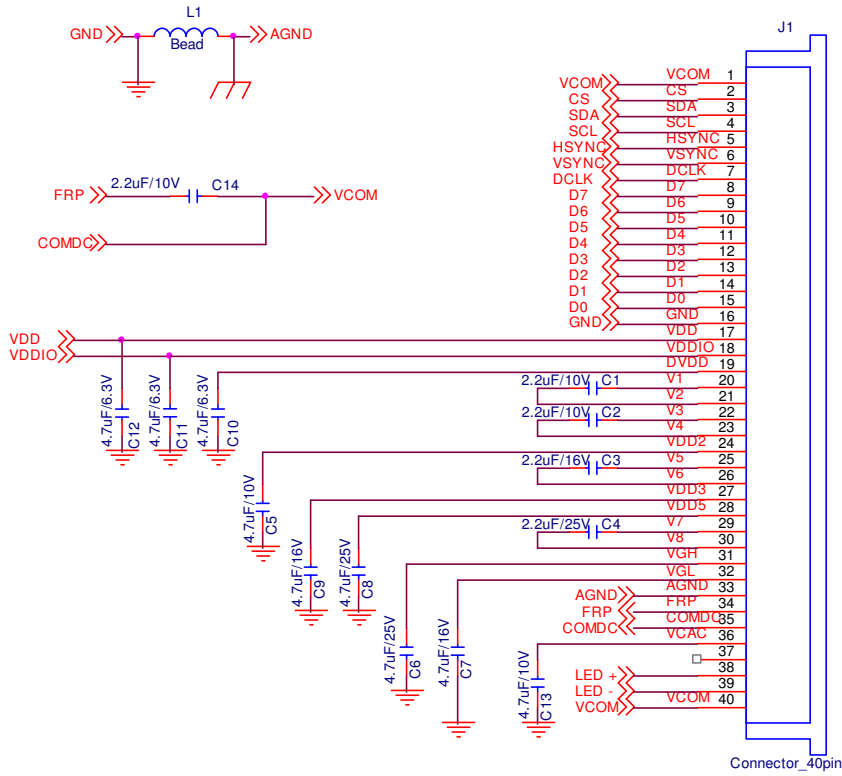 L1
GND
AGND
Bead
J1
VCOM VCOM 1
CS CS 2
SDA SDA 3
SCL SCL 4
HSYNC HSYNC 5
VSYNC VSYNC 6
DCLK DCLK 7
D7 D7 8
D6 D6 9
D5 D5 10
D4 D4 11
D3 D3 12
D2 D2 13
D1 D1 14
D0 D0 15
GND GND 16
2.2uF/10V C14
FRP
VCOM
COMDC
VDD VDD 17
VDDIO VDDIO 18
DVDD 19
4.7uF/6.3V C12
4.7uF/6.3V C11
4.7uF/6.3V C10
2.2uF/10V C1 V1 20
V2 21
2.2uF/10V C2 V3 22
V4 23
VDD2 24
2.2uF/16V C3 V5 25
V6 26
VDD3 27
VDD5 28
2.2uF/25V C4 V7 29
V8 30
4.7uF/10V C5
4.7uF/16V C9
4.7uF/25V C8
VGH 31
VGL 32
AGND AGND 33
FRP FRP 34
COMDC COMDC 35
VCAC 36
37
4.7uF/25V C6
4.7uF/16V C7
4.7uF/10V C13
LED + 38
LED - 39
VCOM VCOM 40
Connector_40pin